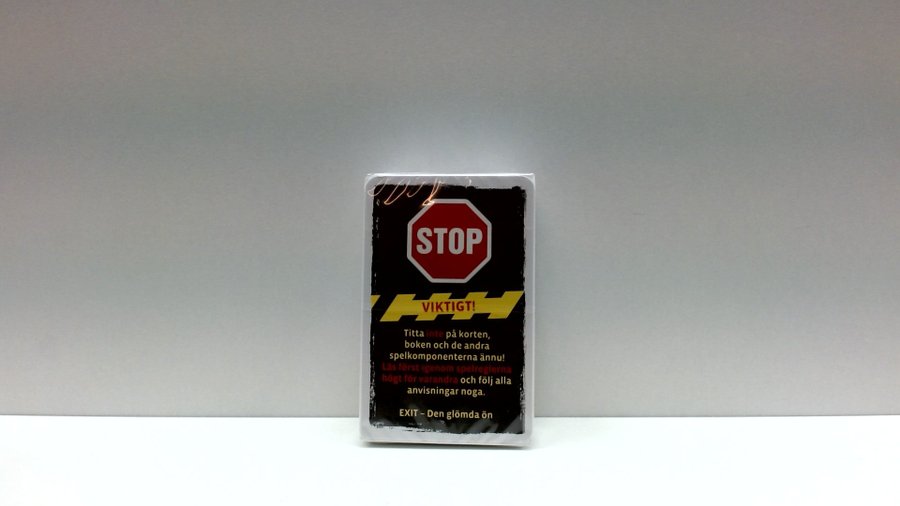 STOP
VIKTIGT!
Titta inte på korten,
boken och de andra
spelkomponenterna ännu!
Läs först igenom spelreglerna
högt för varandra och följ alla
anvisningar noga.
EXIT – Den glömda ön